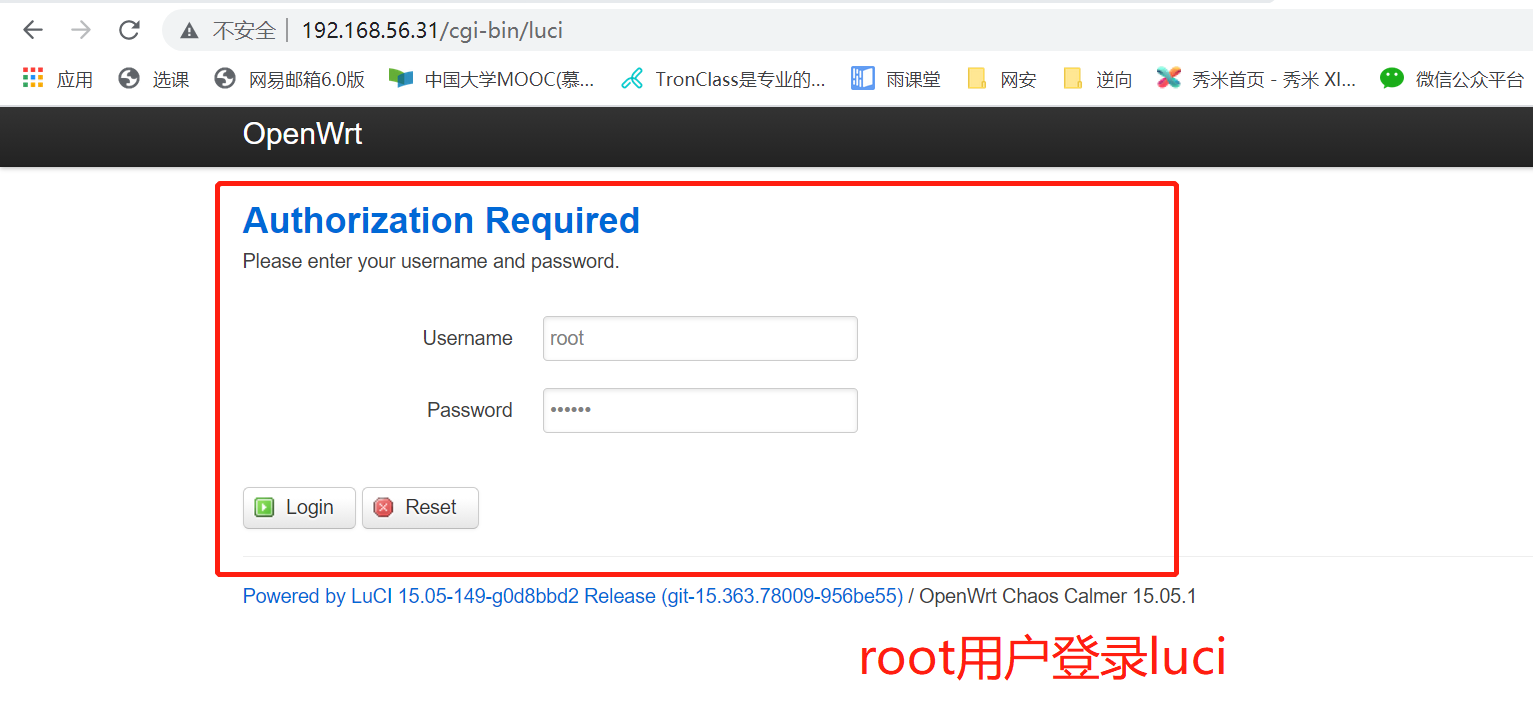 不安全 192.168.56.31/cgi-bin/luci
应用 选课 网易邮箱6.0版 中国大学MOOC(慕... TronClass是专业的... 雨课堂 网安 逆向 秀米首页 - 秀米 XI... 微信公众平台
OpenWrt
Authorization Required
Please enter your username and password.
Username root
Password ••••••
Login Reset
Powered by LuCI 15.05-149-g0d8bbd2 Release (git-15.363.78009-956be55) / OpenWrt Chaos Calmer 15.05.1
root用户登录luci